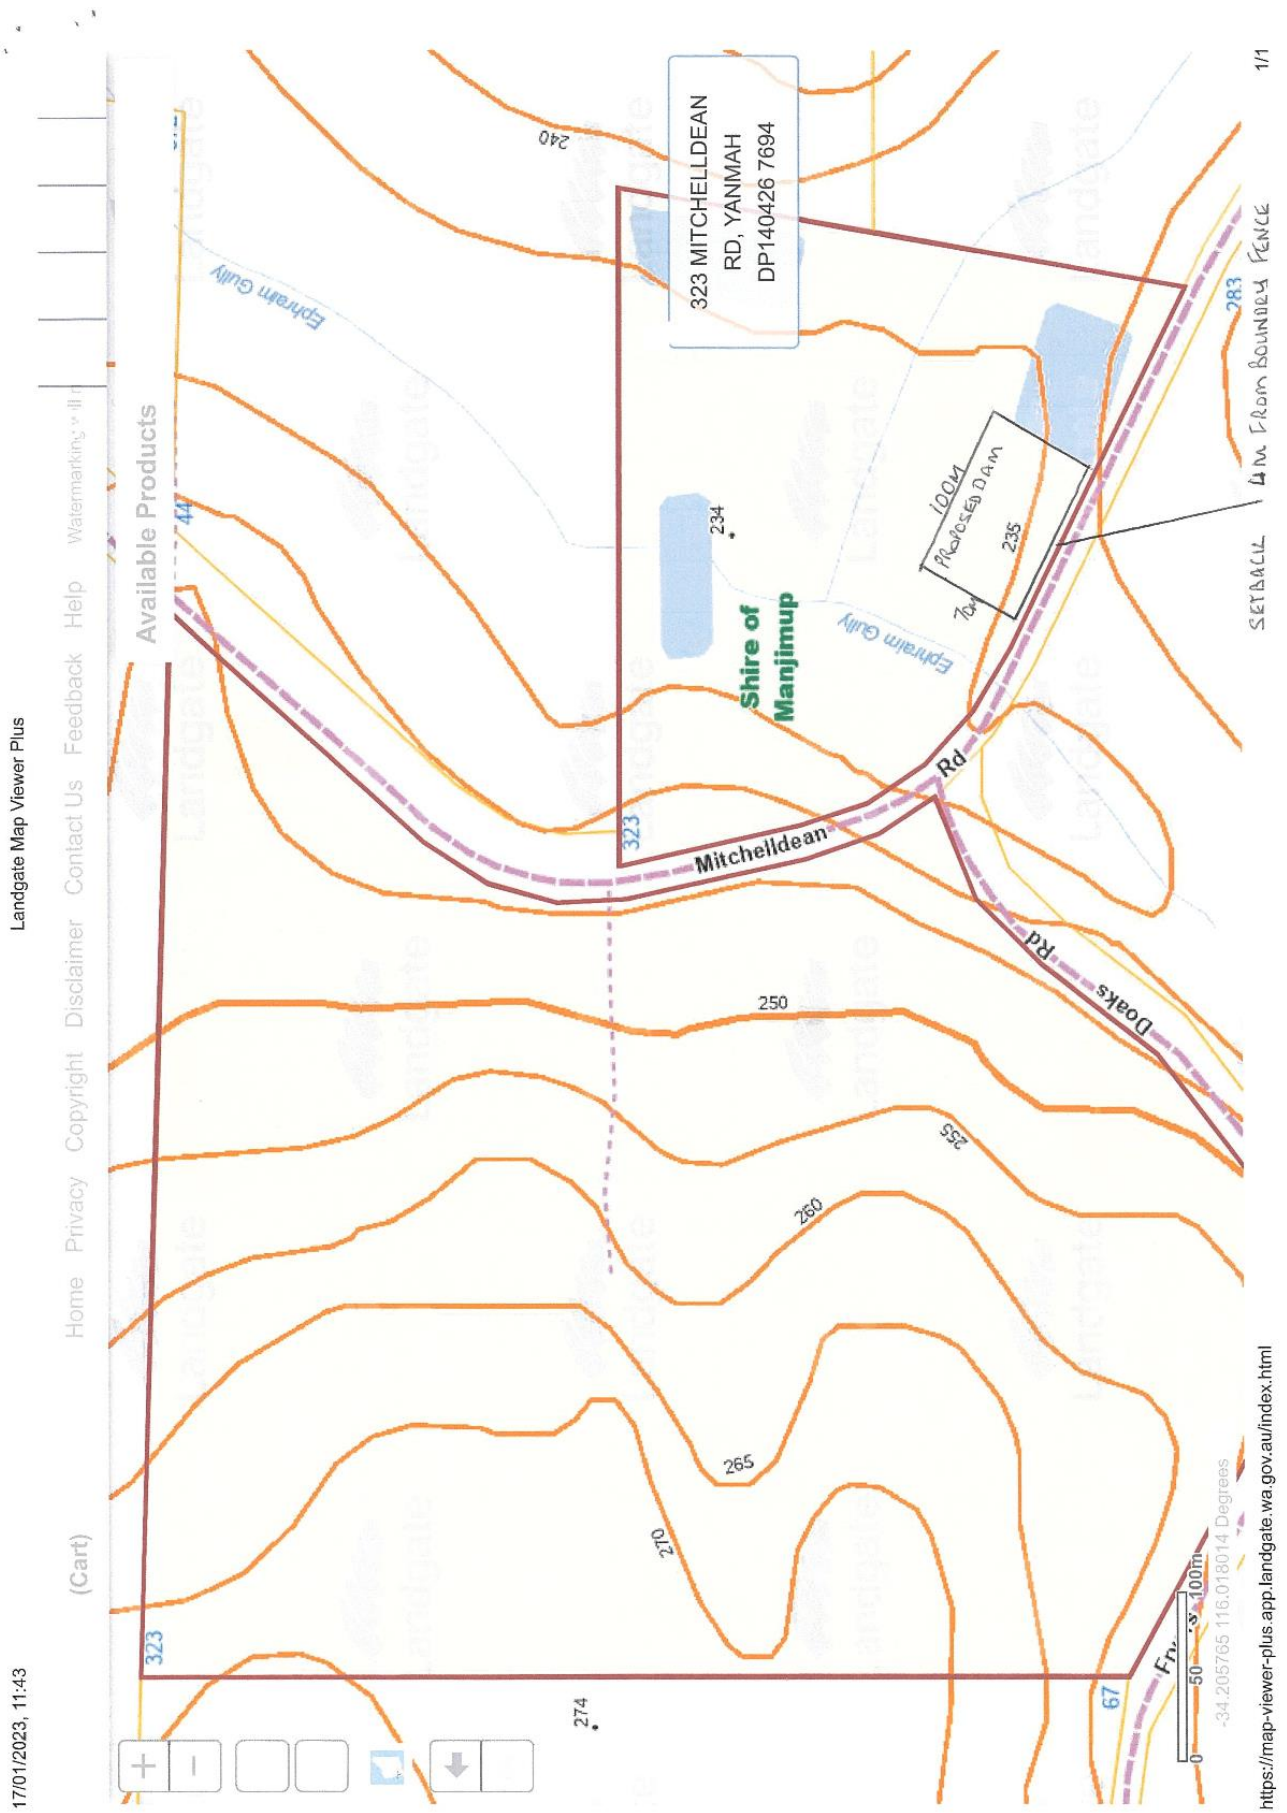 17/01/2023, 11:43
Landgate Map Viewer Plus
(Cart)
Home Privacy Copyright Disclaimer Contact Us Feedback Help Watermarking
Available Products
44
Ephraim Gully
240
323
323 MITCHELLDEAN
RD, YANMAH
DP140426 7694
234
Shire of
Manjimup
Ephraim Gully
100M
PROPOSED DAM
70M
235
323
Mitchelldean Rd
Doaks Rd
250
255
260
265
270
274
67
283
0 50 100m
-34.205765 116.018014 Degrees
SETBACK 4M FROM BOUNDRY FENCE
https://map-viewer-plus.app.landgate.wa.gov.au/index.html
1/1
Landgate